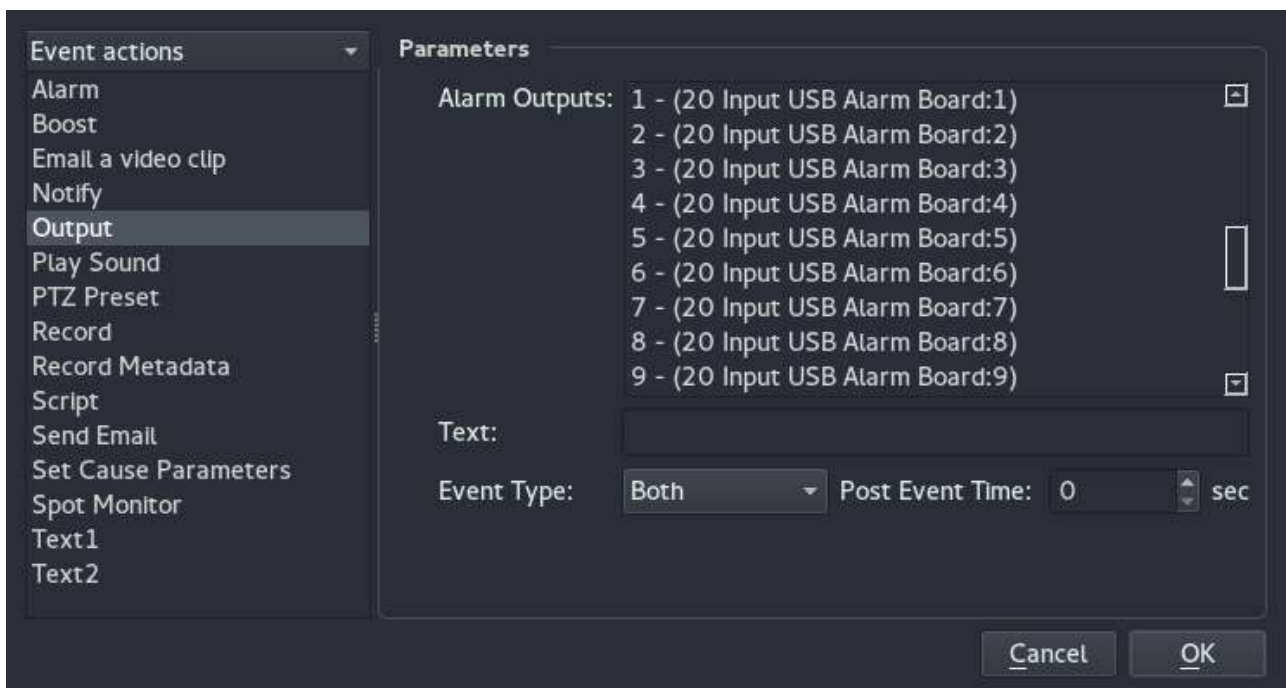 Event actions
Alarm
Boost
Email a video clip
Notify
Output
Play Sound
PTZ Preset
Record
Record Metadata
Script
Send Email
Set Cause Parameters
Spot Monitor
Text1
Text2
Parameters
Alarm Outputs:
1 - (20 Input USB Alarm Board:1)
2 - (20 Input USB Alarm Board:2)
3 - (20 Input USB Alarm Board:3)
4 - (20 Input USB Alarm Board:4)
5 - (20 Input USB Alarm Board:5)
6 - (20 Input USB Alarm Board:6)
7 - (20 Input USB Alarm Board:7)
8 - (20 Input USB Alarm Board:8)
9 - (20 Input USB Alarm Board:9)
Text:
Event Type: Both Post Event Time: 0 sec
Cancel OK